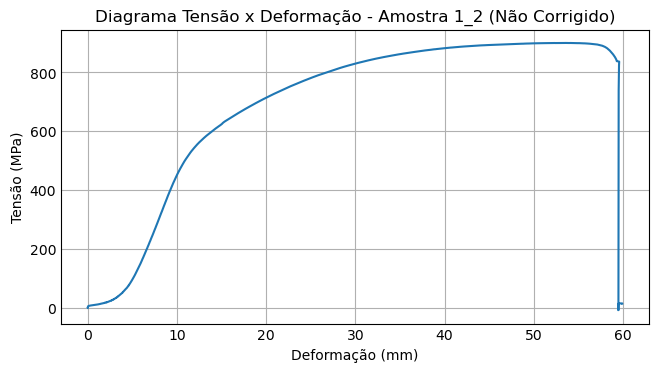 Diagrama Tensão x Deformação - Amostra 1_2 (Não Corrigido)
Tensão (MPa)
800
600
400
200
0
0 10 20 30 40 50 60
Deformação (mm)